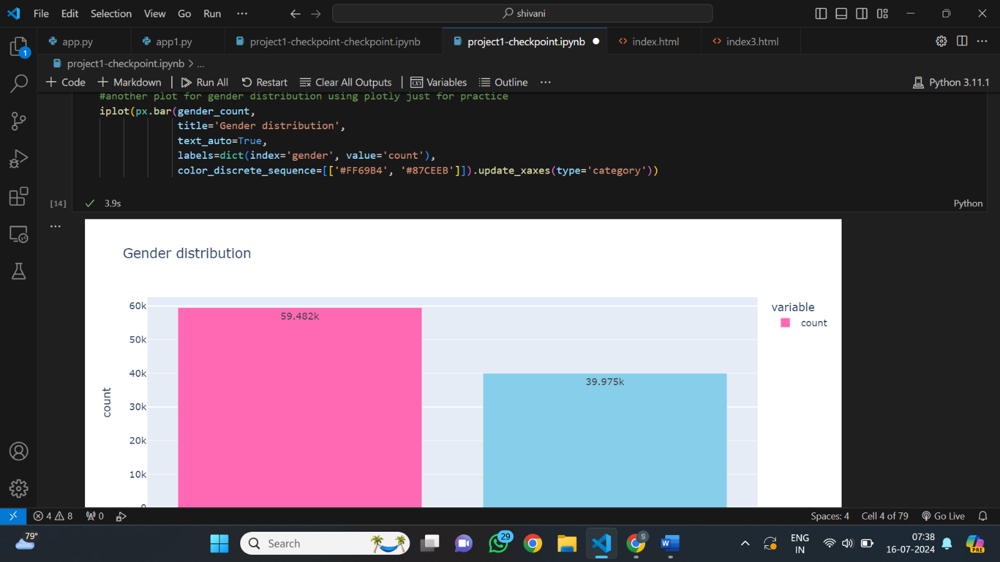 File Edit Selection View Go Run ··· shivani
app.py app1.py project1-checkpoint-checkpoint.ipynb project1-checkpoint.ipynb index.html index3.html
1
project1-checkpoint.ipynb > ...
Code Markdown Run All Restart Clear All Outputs Variables Outline ··· Python 3.11.1
#another plot for gender distribution using plotly just for practice
iplot(px.bar(gender_count,
title='Gender distribution',
text_auto=True,
labels=dict(index='gender', value='count'),
color_discrete_sequence=[['#FF69B4', '#87CEEB']]).update_xaxes(type='category'))
[14] 3.9s Python
Gender distribution
60k
50k
40k
30k
20k
10k
0
count
59.482k
39.975k
variable
count
4 8 0 Spaces: 4 Cell 4 of 79 Go Live
79° Search 29 S W ENG 07:38
IN 16-07-2024 PRE